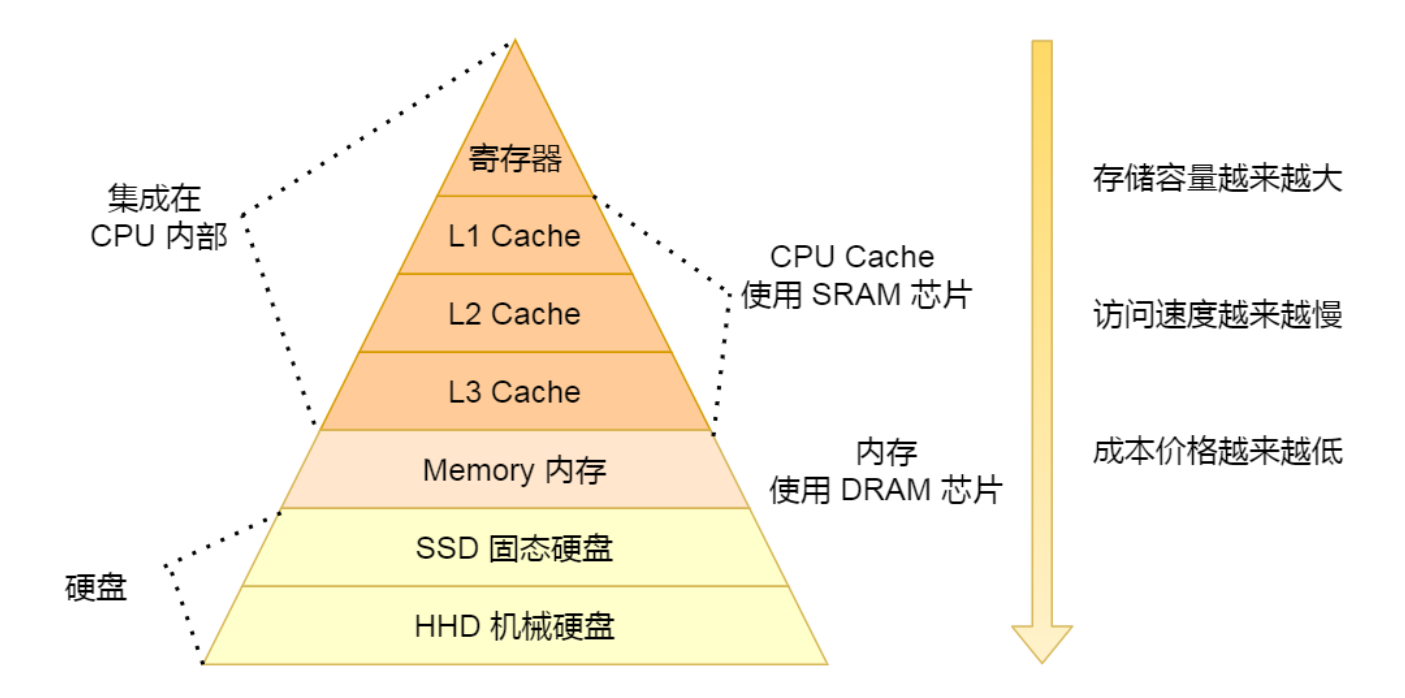 寄存器
L1 Cache
L2 Cache
L3 Cache
Memory 内存
SSD 固态硬盘
HHD 机械硬盘
集成在
CPU 内部
硬盘
CPU Cache
使用 SRAM 芯片
内存
使用 DRAM 芯片
存储容量越来越大
访问速度越来越慢
成本价格越来越低